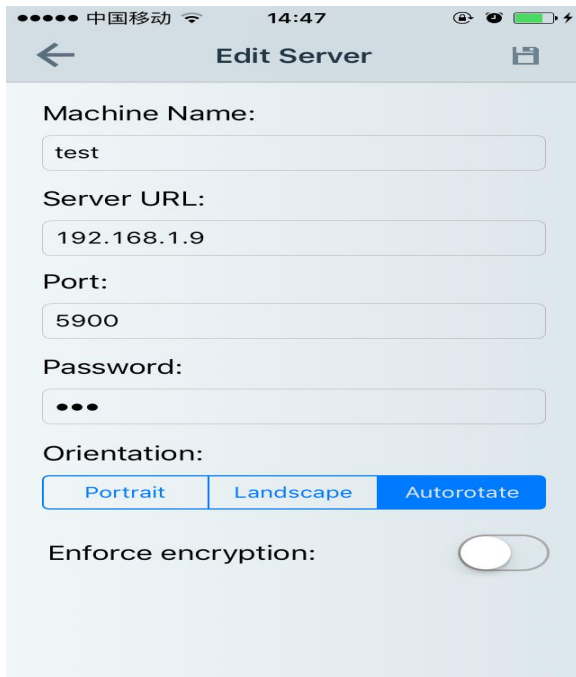 中国移动 14:47
Edit Server
Machine Name:
test
Server URL:
192.168.1.9
Port:
5900
Password:
•••
Orientation:
Portrait Landscape Autorotate
Enforce encryption: